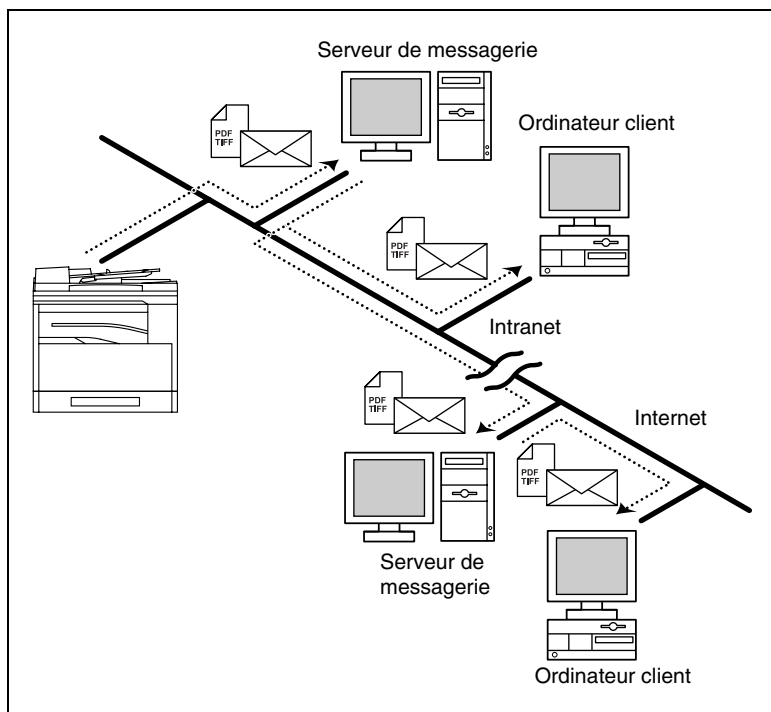 Serveur de messagerie
PDF
TIFF
Ordinateur client
PDF
TIFF
Intranet
PDF
TIFF
Internet
PDF
TIFF
Serveur de
messagerie
Ordinateur client